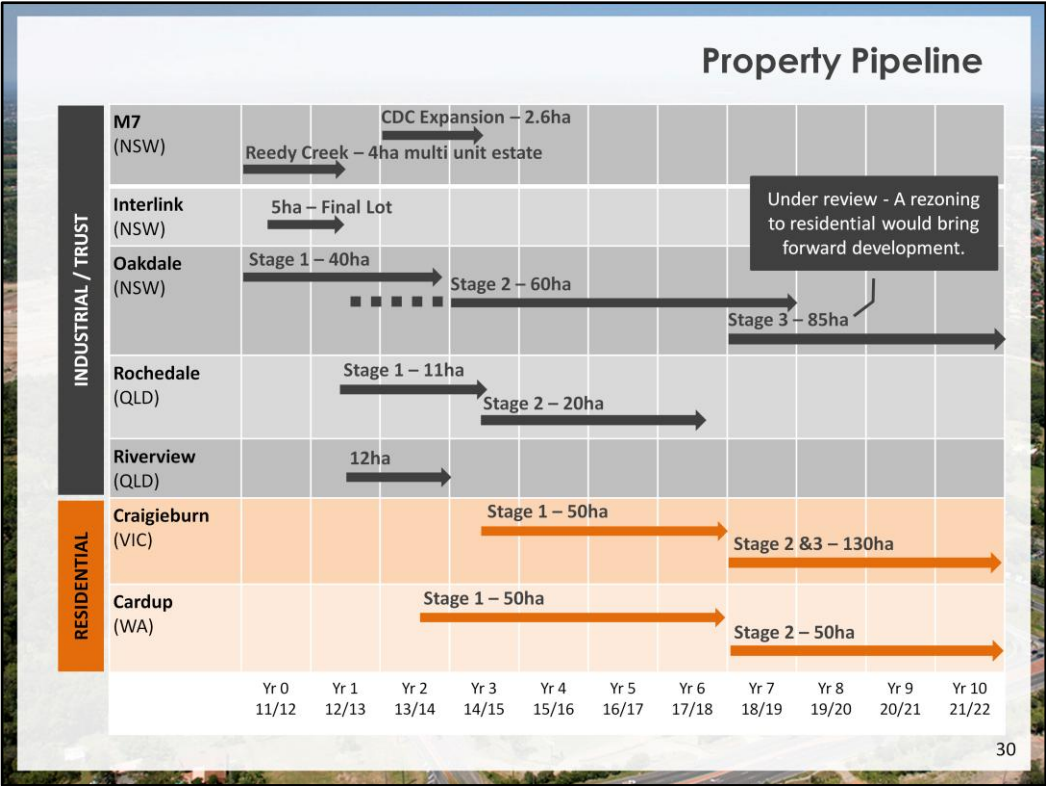 Property Pipeline
INDUSTRIAL / TRUST
M7
(NSW)
CDC Expansion – 2.6ha
Reedy Creek – 4ha multi unit estate
Interlink
(NSW)
5ha – Final Lot
Under review - A rezoning
to residential would bring
forward development.
Oakdale
(NSW)
Stage 1 – 40ha
Stage 2 – 60ha
Stage 3 – 85ha
Rochedale
(QLD)
Stage 1 – 11ha
Stage 2 – 20ha
Riverview
(QLD)
12ha
RESIDENTIAL
Craigieburn
(VIC)
Stage 1 – 50ha
Stage 2 &3 – 130ha
Cardup
(WA)
Stage 1 – 50ha
Stage 2 – 50ha
Yr 0 Yr 1 Yr 2 Yr 3 Yr 4 Yr 5 Yr 6 Yr 7 Yr 8 Yr 9 Yr 10
11/12 12/13 13/14 14/15 15/16 16/17 17/18 18/19 19/20 20/21 21/22
30